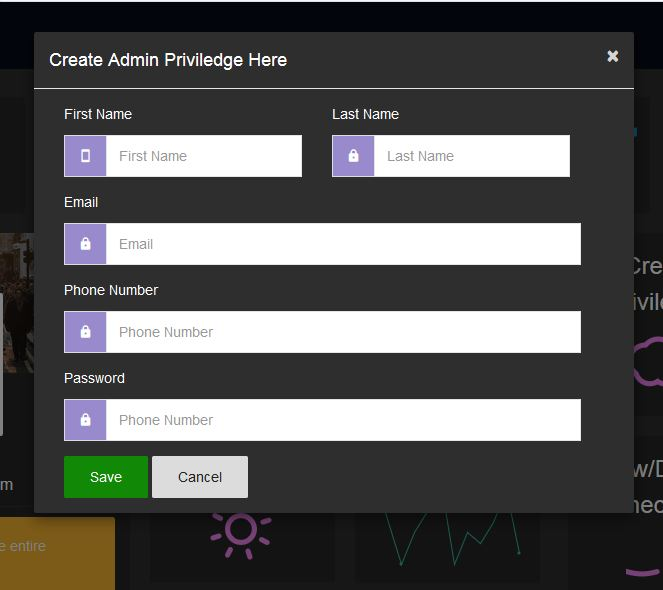 Create Admin Priviledge Here ×
First Name Last Name
First Name Last Name
Email
Email
Phone Number
Phone Number
Password
Phone Number
Save Cancel
entire